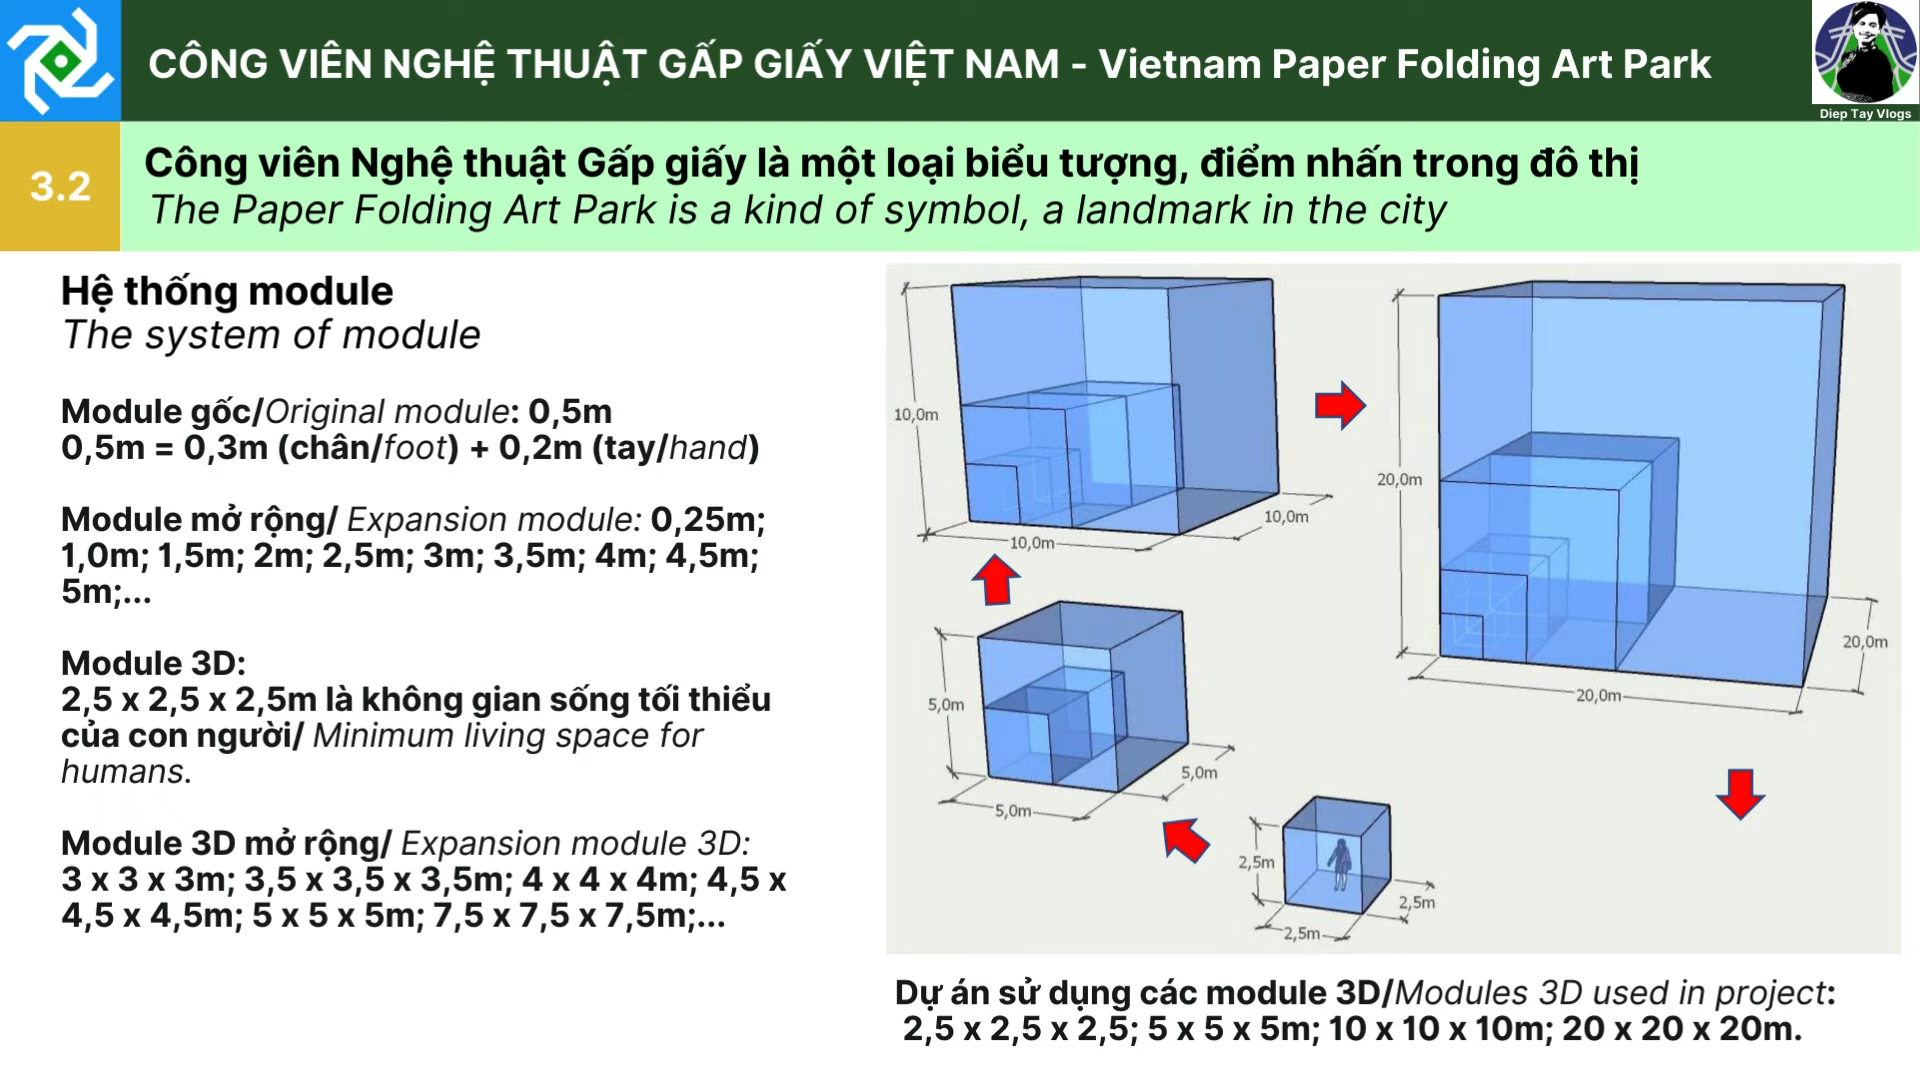 CÔNG VIÊN NGHỆ THUẬT GẤP GIẤY VIỆT NAM - Vietnam Paper Folding Art Park
Diep Tay Vlogs
3.2
Công viên Nghệ thuật Gấp giấy là một loại biểu tượng, điểm nhấn trong đô thị
The Paper Folding Art Park is a kind of symbol, a landmark in the city
Hệ thống module
The system of module
Module gốc/Original module: 0,5m
0,5m = 0,3m (chân/foot) + 0,2m (tay/hand)
Module mở rộng/ Expansion module: 0,25m;
1,0m; 1,5m; 2m; 2,5m; 3m; 3,5m; 4m; 4,5m;
5m;...
Module 3D:
2,5 x 2,5 x 2,5m là không gian sống tối thiểu
của con người/ Minimum living space for
humans.
Module 3D mở rộng/ Expansion module 3D:
3 x 3 x 3m; 3,5 x 3,5 x 3,5m; 4 x 4 x 4m; 4,5 x
4,5 x 4,5m; 5 x 5 x 5m; 7,5 x 7,5 x 7,5m;...
10,0m
10,0m
10,0m
20,0m
20,0m
20,0m
5,0m
5,0m
5,0m
2,5m
2,5m
2,5m
Dự án sử dụng các module 3D/Modules 3D used in project:
2,5 x 2,5 x 2,5; 5 x 5 x 5m; 10 x 10 x 10m; 20 x 20 x 20m.